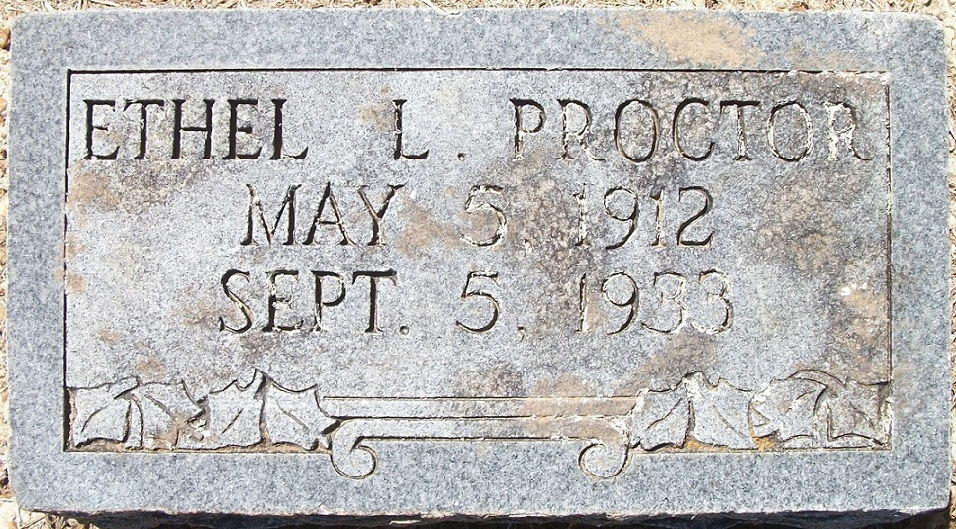 ETHEL L. PROCTOR
MAY 5, 1912
SEPT. 5, 1933